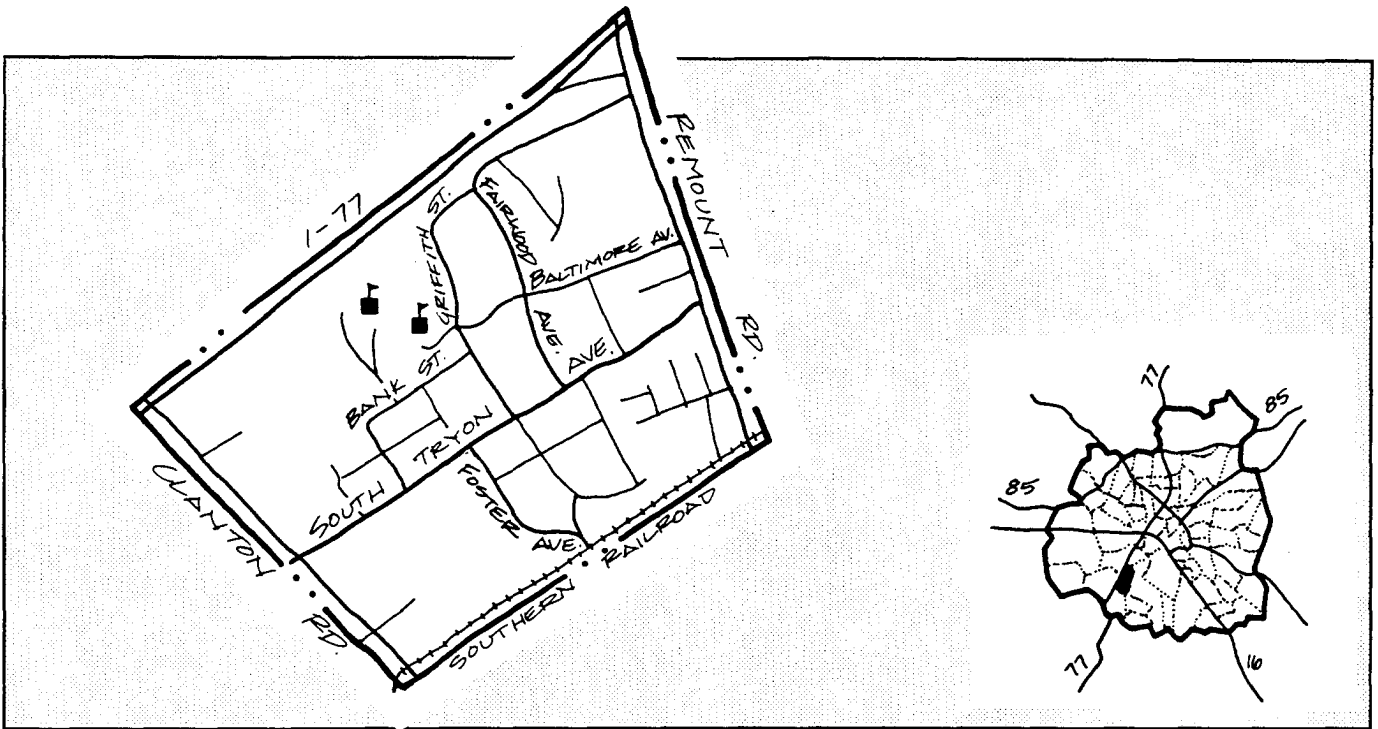 I-77
REMOUNT
RD.
GRIFFITH ST.
FAIRWOOD
AVE.
BALTIMORE AV.
BANK ST.
SOUTH TRYON AVE.
FOSTER
AVE.
CLANTON
RD.
SOUTHERN RAILROAD
77
85
85
77
16